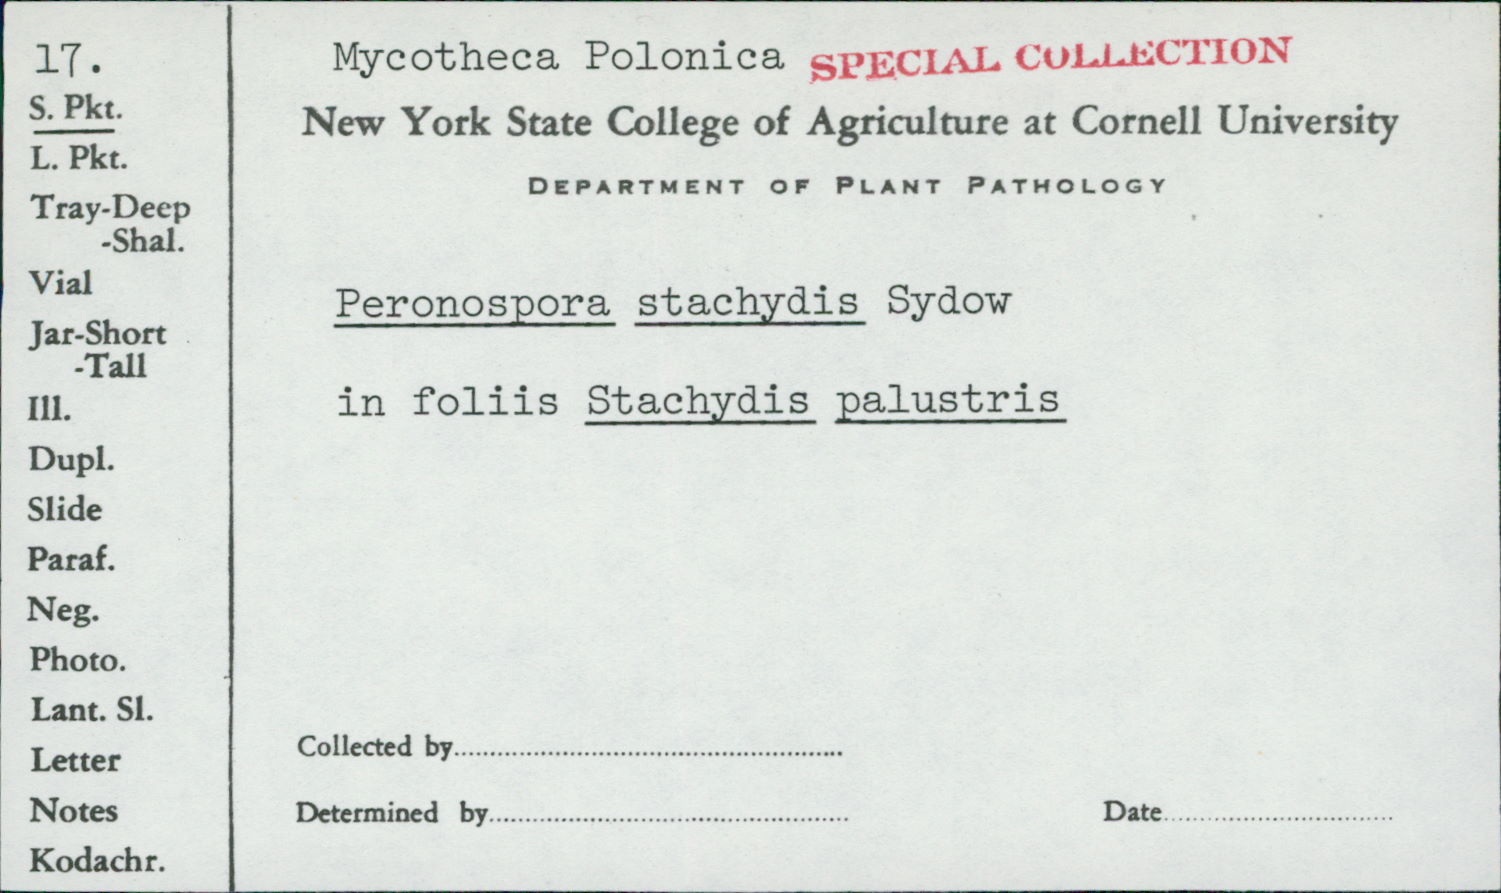 17.
S. Pkt.
L. Pkt.
Tray-Deep
-Shal.
Vial
Jar-Short
-Tall
Ill.
Dupl.
Slide
Paraf.
Neg.
Photo.
Lant. Sl.
Letter
Notes
Kodachr.
Mycotheca Polonica SPECIAL COLLECTION
New York State College of Agriculture at Cornell University
DEPARTMENT OF PLANT PATHOLOGY
Peronospora stachydis Sydow
in foliis Stachydis palustris
Collected by
Determined by Date